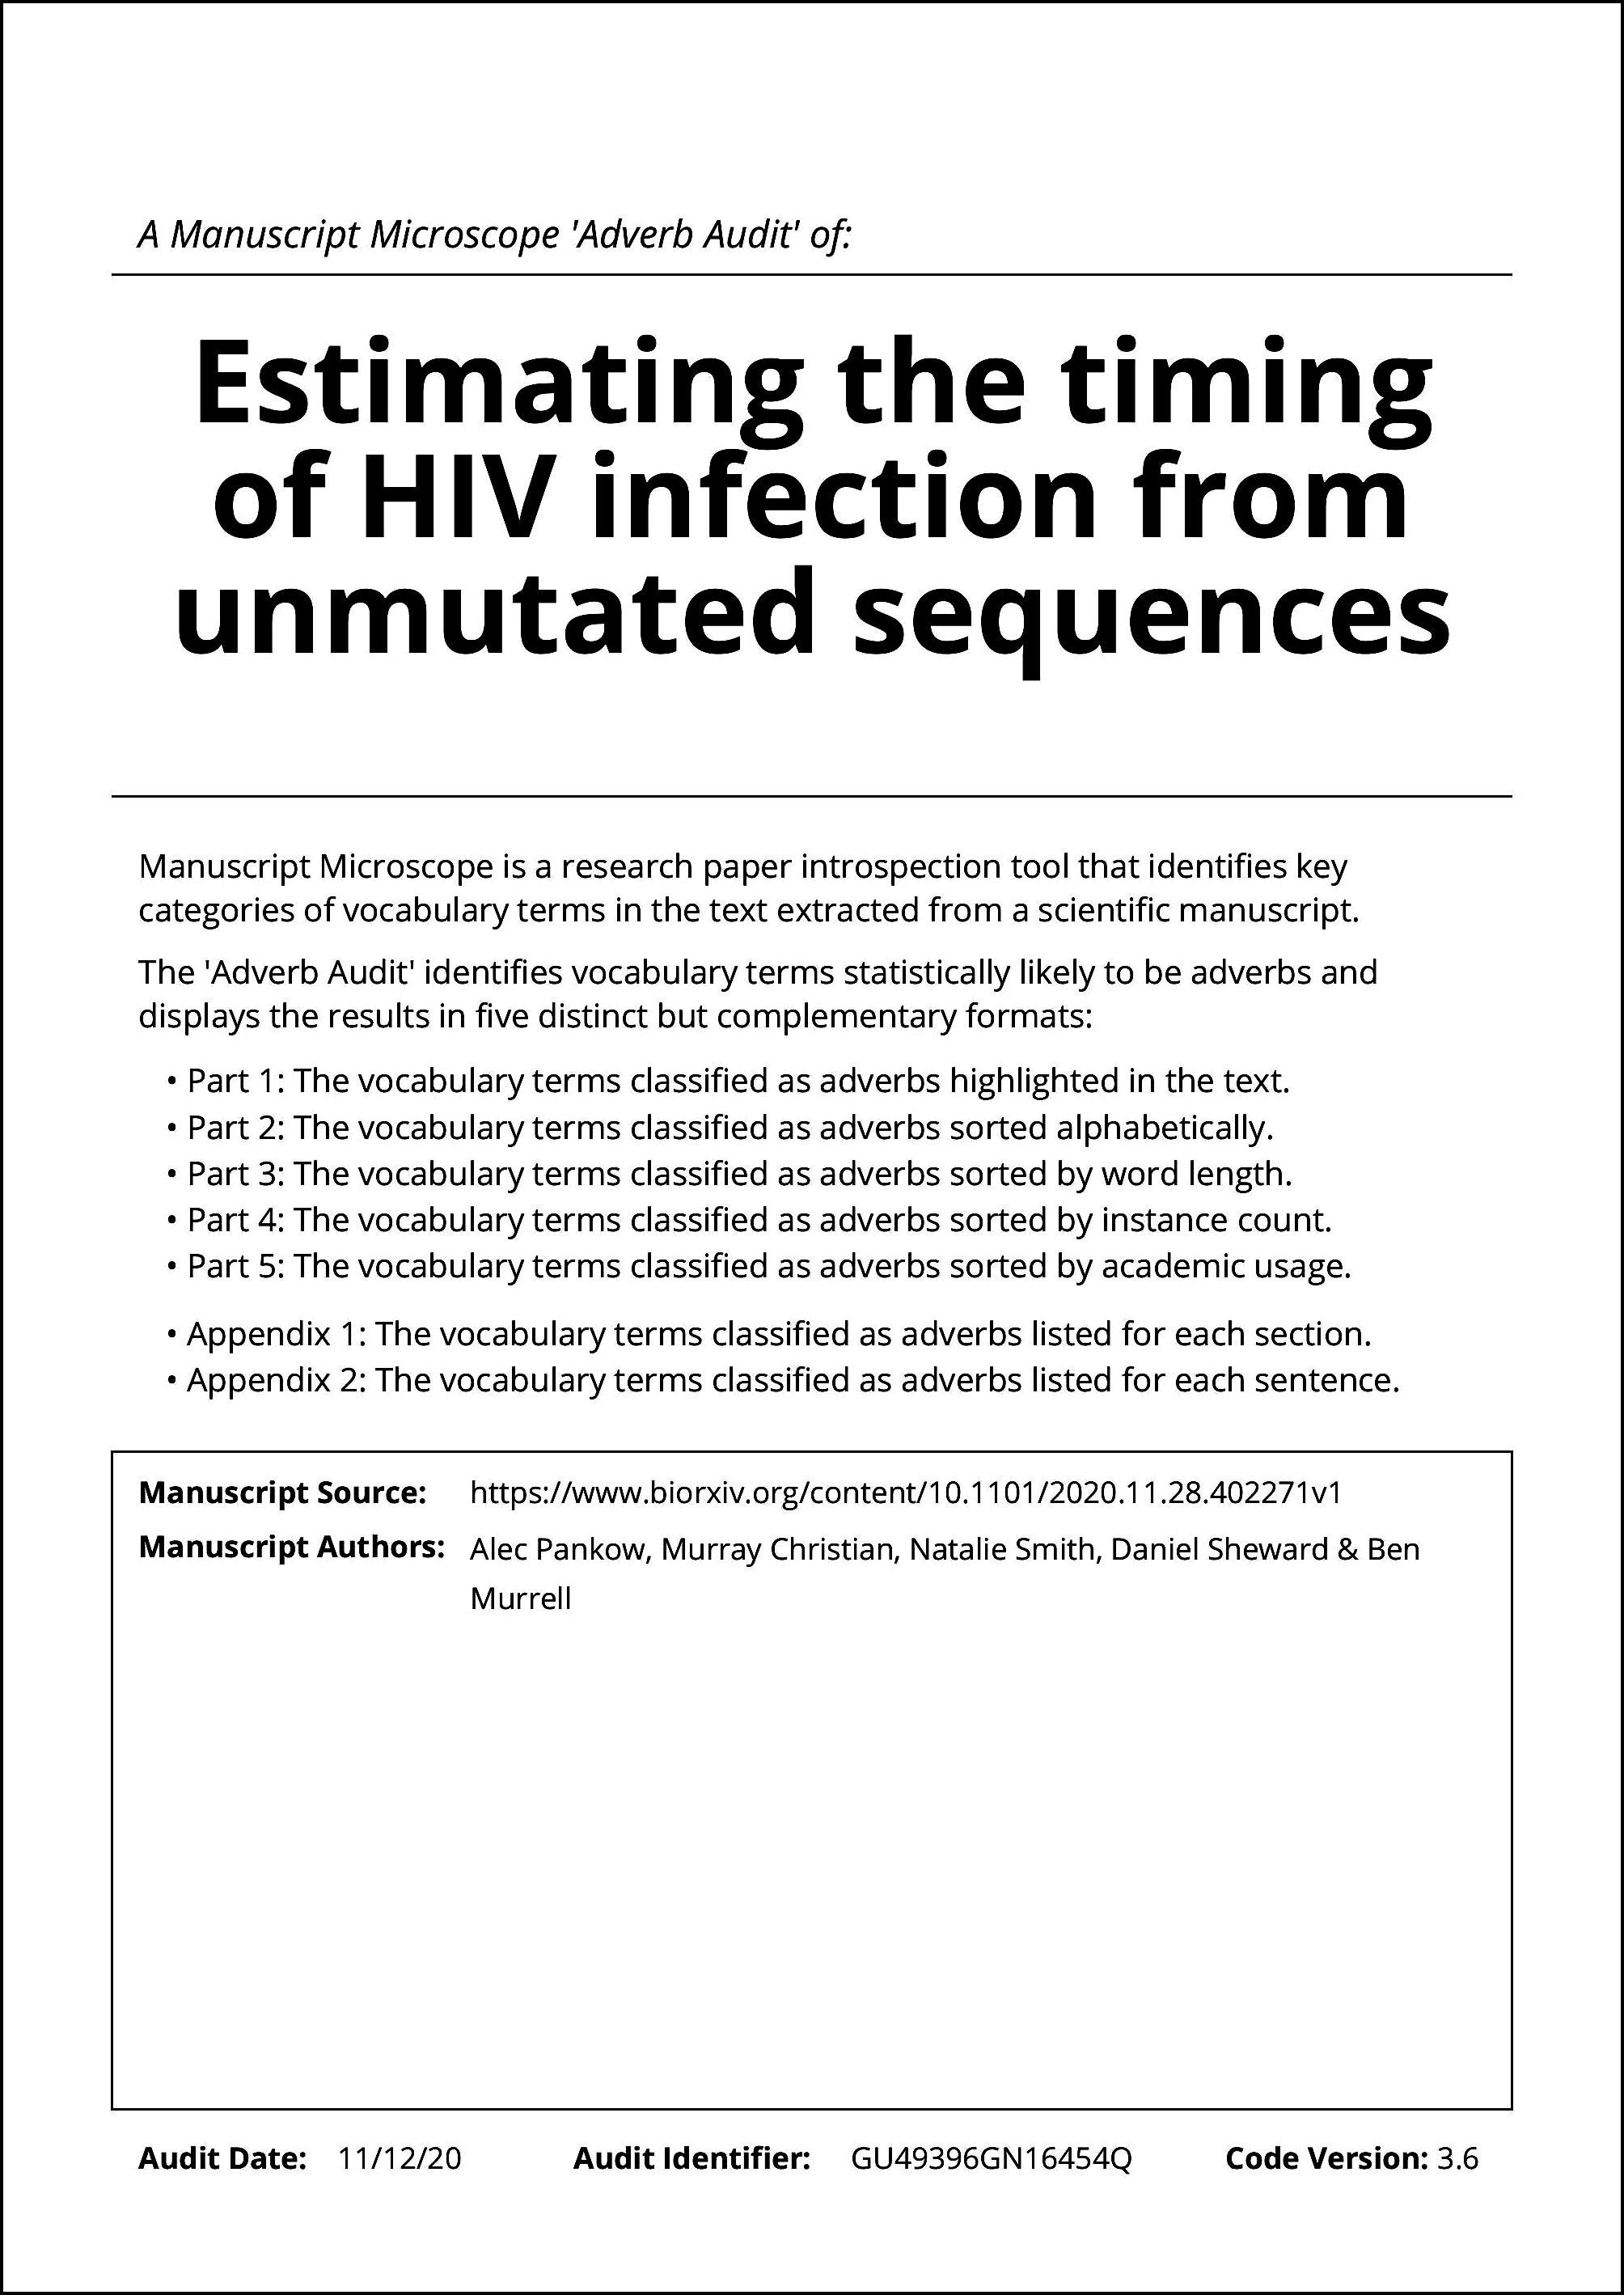 A Manuscript Microscope 'Adverb Audit' of:
Estimating the timing
of HIV infection from
unmutated sequences
Manuscript Microscope is a research paper introspection tool that identifies key
categories of vocabulary terms in the text extracted from a scientific manuscript.
The 'Adverb Audit' identifies vocabulary terms statistically likely to be adverbs and
displays the results in five distinct but complementary formats:
• Part 1: The vocabulary terms classified as adverbs highlighted in the text.
• Part 2: The vocabulary terms classified as adverbs sorted alphabetically.
• Part 3: The vocabulary terms classified as adverbs sorted by word length.
• Part 4: The vocabulary terms classified as adverbs sorted by instance count.
• Part 5: The vocabulary terms classified as adverbs sorted by academic usage.
• Appendix 1: The vocabulary terms classified as adverbs listed for each section.
• Appendix 2: The vocabulary terms classified as adverbs listed for each sentence.
Manuscript Source: https://www.biorxiv.org/content/10.1101/2020.11.28.402271v1
Manuscript Authors: Alec Pankow, Murray Christian, Natalie Smith, Daniel Sheward & Ben
Murrell
Audit Date: 11/12/20 Audit Identifier: GU49396GN16454Q Code Version: 3.6